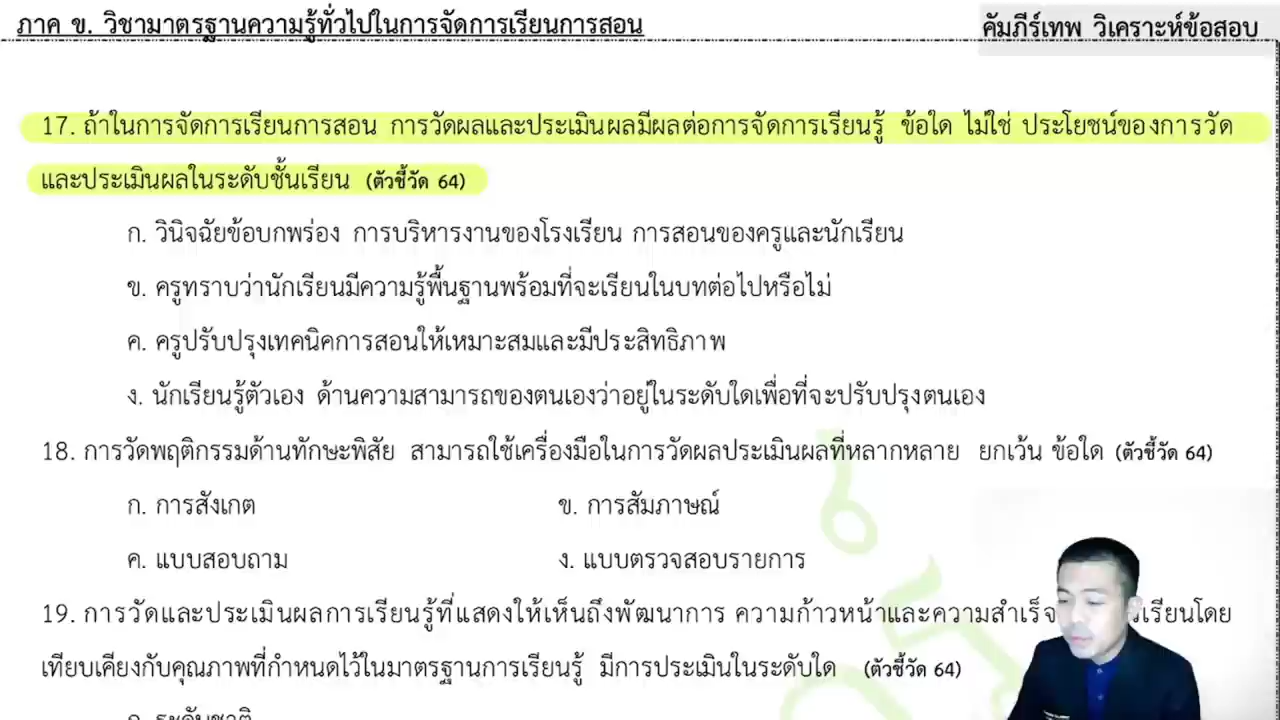 ภาค ข. วิชามาตรฐานความรู้ทั่วไปในการจัดการเรียนการสอน
คัมภีร์เทพ วิเคราะห์ข้อสอบ
17. ถ้าในการจัดการเรียนการสอน การวัดผลและประเมินผลมีผลต่อการจัดการเรียนรู้ ข้อใด ไม่ใช่ ประโยชน์ของการวัด
และประเมินผลในระดับชั้นเรียน (ตัวชี้วัด 64)
ก. วินิจฉัยข้อบกพร่อง การบริหารงานของโรงเรียน การสอนของครูและนักเรียน
ข. ครูทราบว่านักเรียนมีความรู้พื้นฐานพร้อมที่จะเรียนในบทต่อไปหรือไม่
ค. ครูปรับปรุงเทคนิคการสอนให้เหมาะสมและมีประสิทธิภาพ
ง. นักเรียนรู้ตัวเอง ด้านความสามารถของตนเองว่าอยู่ในระดับใดเพื่อที่จะปรับปรุงตนเอง
18. การวัดพฤติกรรมด้านทักษะพิสัย สามารถใช้เครื่องมือในการวัดผลประเมินผลที่หลากหลาย ยกเว้น ข้อใด (ตัวชี้วัด 64)
ก. การสังเกต ข. การสัมภาษณ์
ค. แบบสอบถาม ง. แบบตรวจสอบรายการ
19. การวัดและประเมินผลการเรียนรู้ที่แสดงให้เห็นถึงพัฒนาการ ความก้าวหน้าและความสำเร็จ เรียนโดย
เทียบเคียงกับคุณภาพที่กำหนดไว้ในมาตรฐานการเรียนรู้ มีการประเมินในระดับใด (ตัวชี้วัด 64)
ก. ระดับชาติ